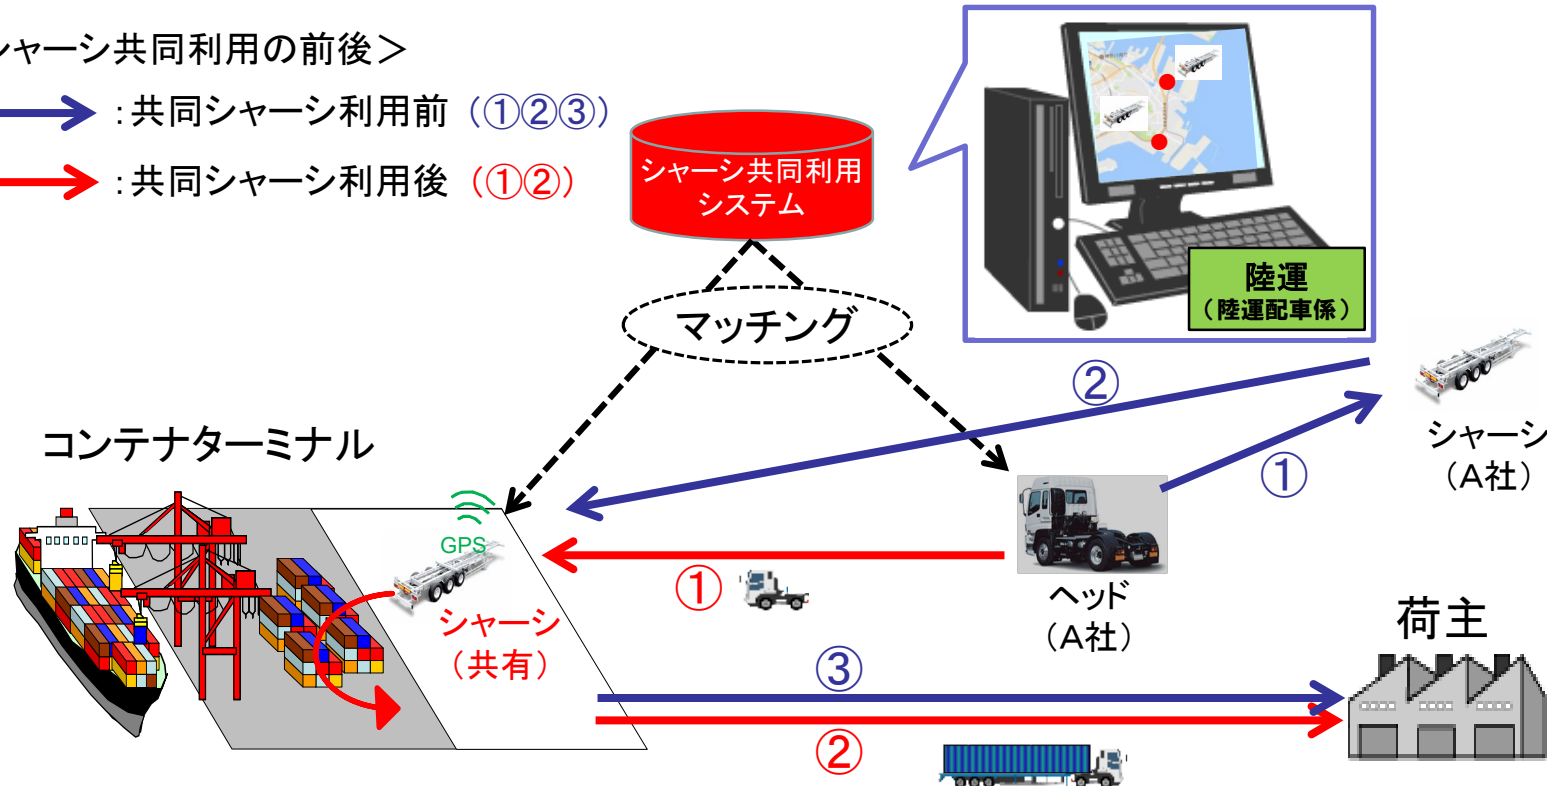 シャーシ共同利用の前後＞
：共同シャーシ利用前（①②③）
：共同シャーシ利用後（①②）
シャーシ共同利用
システム
陸運
（陸運配車係）
マッチング
②
①
シャーシ
（A社）
コンテナターミナル
GPS
シャーシ
（共有）
①
ヘッド
（A社）
荷主
③
②